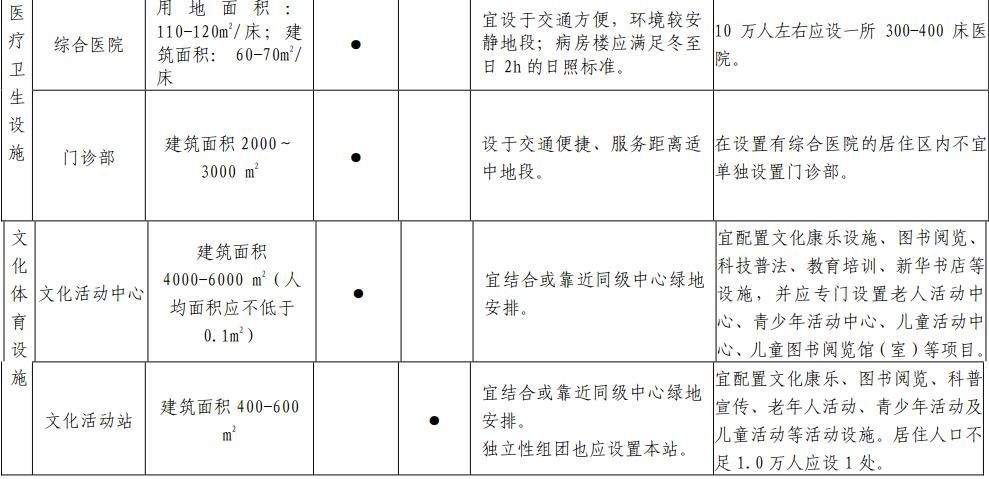 医
疗
卫
生
设
施
综合医院
用地面积:
110-120m²/床；建
筑面积: 60-70m²/
床
●
宜设于交通方便，环境较安
静地段；病房楼应满足冬至
日 2h 的日照标准。
10 万人左右应设一所 300-400 床医
院。
门诊部
建筑面积 2000～
3000 m²
●
设于交通便捷、服务距离适
中地段。
在设置有综合医院的居住区内不宜
单独设置门诊部。
文
化
体
育
设
施
文化活动中心
建筑面积
4000-6000 m²(人
均面积应不低于
0.1m²)
●
宜结合或靠近同级中心绿地
安排。
宜配置文化康乐设施、图书阅览、
科技普法、教育培训、新华书店等
设施，并应专门设置老人活动中
心、青少年活动中心、儿童活动中
心、儿童图书阅览馆(室)等项目。
文化活动站
建筑面积 400-600
m²
●
宜结合或靠近同级中心绿地
安排。
独立性组团也应设置本站。
宜配置文化康乐、图书阅览、科普
宣传、老年人活动、青少年活动及
儿童活动等活动设施。居住人口不
足 1.0 万人应设 1 处。